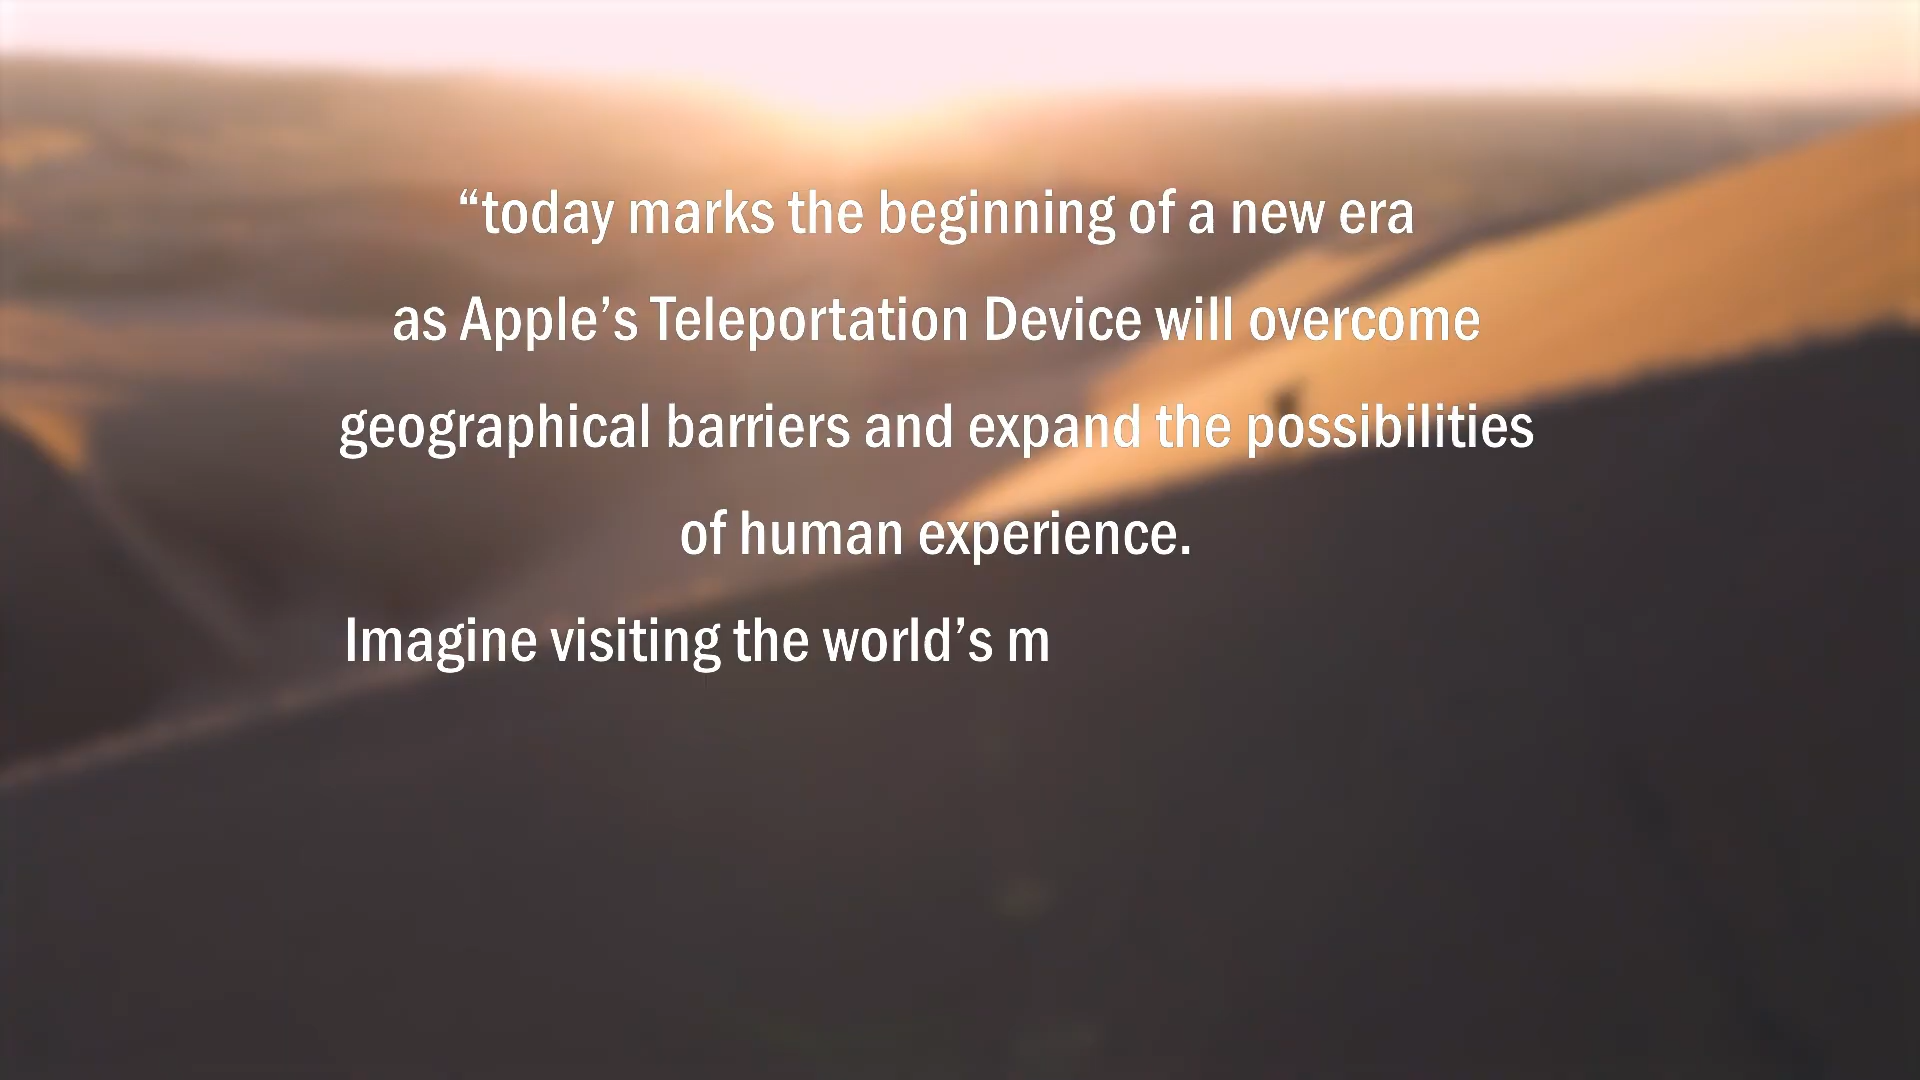 “today marks the beginning of a new era
as Apple’s Teleportation Device will overcome
geographical barriers and expand the possibilities
of human experience.
Imagine visiting the world’s m